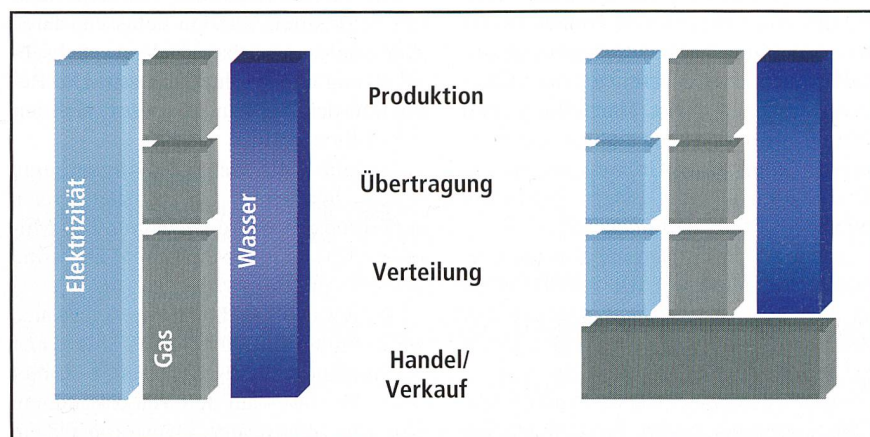 Elektrizität
Gas
Wasser
Produktion
Übertragung
Verteilung
Handel/
Verkauf